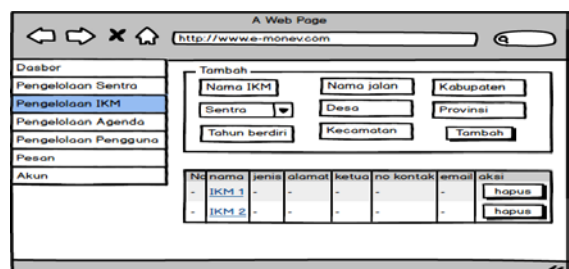 A Web Page
http://www.e-monev.com
Dasbor
Pengelolaan Sentra
Pengelolaan IKM
Pengelolaan Agenda
Pengelolaan Pengguna
Pesan
Akun
Tambah
Nama IKM Nama jalan Kabupaten
Sentra Desa Provinsi
Tahun berdiri Kecamatan Tambah
No nama jenis alamat ketua no kontak email aksi
- IKM 1 - - - - - hapus
- IKM 2 - - - - - hapus